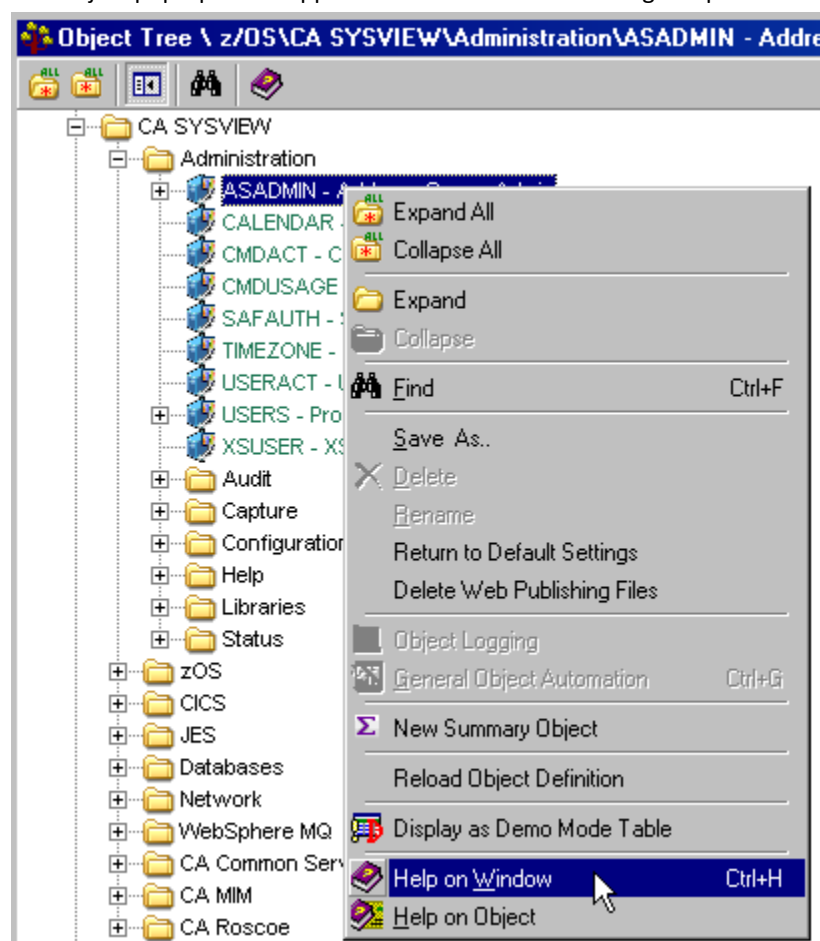 Object Tree \ z/OS\CA SYSVIEW\Administration\ASADMIN - Addre
CA SYSVIEW
Administration
ASADMIN -
CALENDAR -
CMDACT - C
CMDUSAGE
SAFAUTH -
TIMEZONE -
USERACT -
USERS - Pro
XSUSER - XS
Audit
Capture
Configuration
Help
Libraries
Status
zOS
CICS
JES
Databases
Network
WebSphere MQ
CA Common Serv
CA MIM
CA Roscoe
Expand All
Collapse All
Expand
Collapse
Find Ctrl+F
Save As..
Delete
Rename
Return to Default Settings
Delete Web Publishing Files
Object Logging
General Object Automation Ctrl+G
New Summary Object
Reload Object Definition
Display as Demo Mode Table
Help on Window Ctrl+H
Help on Object